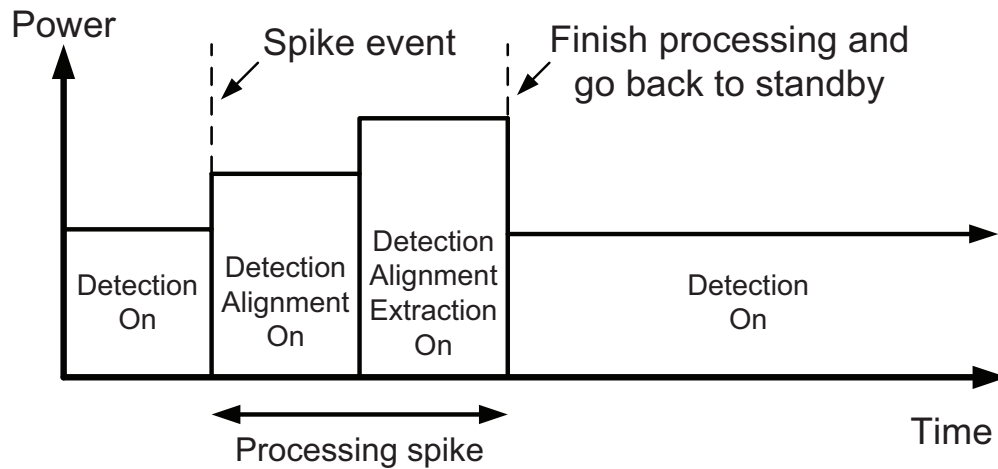 Power
Spike event
Finish processing and
go back to standby
Detection
On
Detection
Alignment
On
Detection
Alignment
Extraction
On
Detection
On
Processing spike
Time